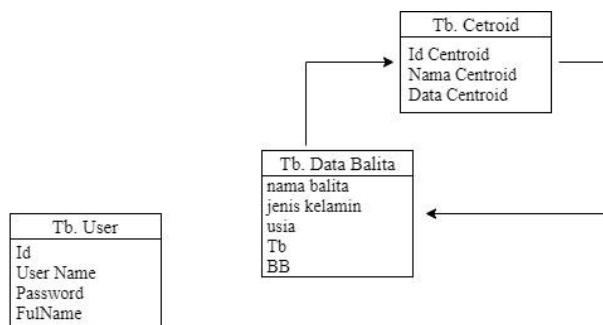 Tb. Cetroid
Id Centroid
Nama Centroid
Data Centroid
Tb. Data Balita
nama balita
jenis kelamin
usia
Tb
BB
Tb. User
Id
User Name
Password
FulName